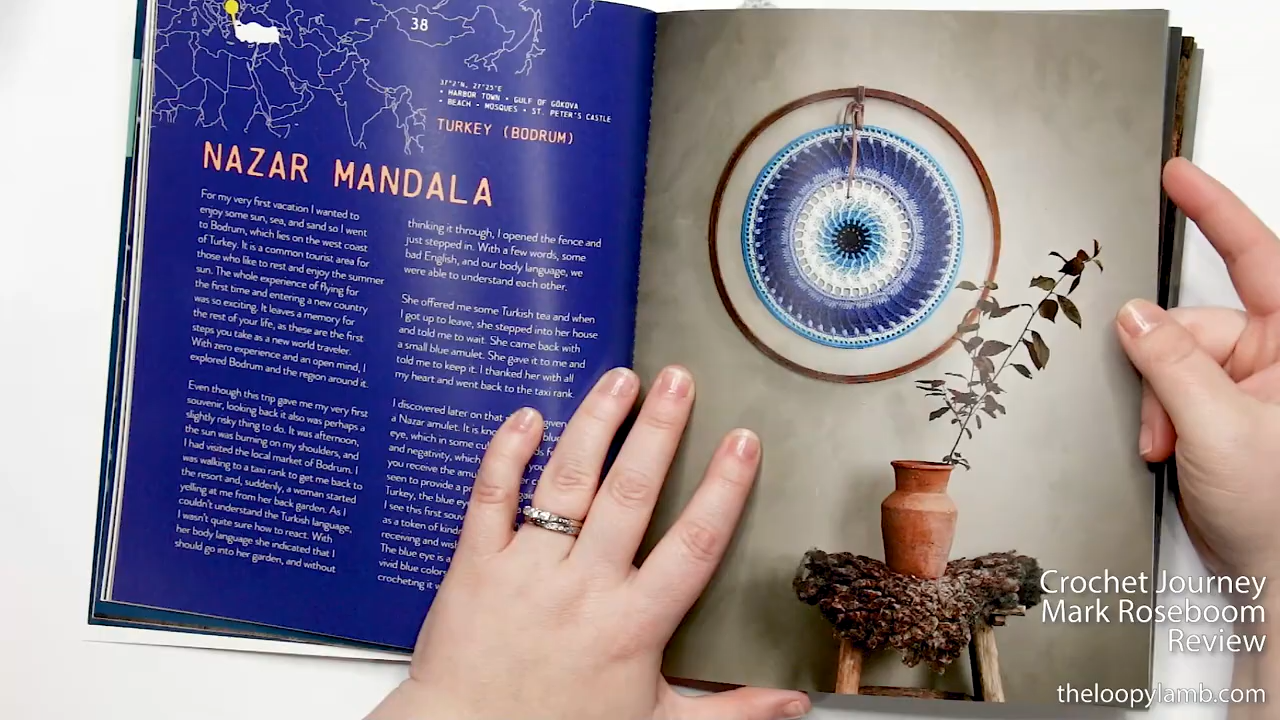 38
37°2'N, 27°25'E
• HARBOR TOWN • GULF OF GÖKOVA
• BEACH • MOSQUES • ST. PETER'S CASTLE
TURKEY (BODRUM)
NAZAR MANDALA
For my very first vacation I wanted to
enjoy some sun, sea, and sand so I went
to Bodrum, which lies on the west coast
of Turkey. It is a common tourist area for
those who like to rest and enjoy the summer
sun. The whole experience of flying for
the first time and entering a new country
was so exciting. It leaves a memory for
the rest of your life, as these are the first
steps you take as a new world traveler.
With zero experience and an open mind, I
explored Bodrum and the region around it.
Even though this trip gave me my very first
souvenir, looking back it also was perhaps a
slightly risky thing to do. It was afternoon,
the sun was burning on my shoulders, and
I had visited the local market of Bodrum. I
was walking to a taxi rank to get me back to
the resort and, suddenly, a woman started
yelling at me from her back garden. As I
couldn't understand the Turkish language,
I wasn't quite sure how to react. With
her body language she indicated that I
should go into her garden, and without
thinking it through, I opened the fence and
just stepped in. With a few words, some
bad English, and our body language, we
were able to understand each other.
She offered me some Turkish tea and when
I got up to leave, she stepped into her house
and told me to wait. She came back with
a small blue amulet. She gave it to me and
told me to keep it. I thanked her with all
my heart and went back to the taxi rank.
I discovered later on that given
a Nazar amulet. It is blue
eye, which in some
and negativity, which
you receive the you
seen to provide a
Turkey, the blue
I see this first
as a token of
receiving and
The blue eye is a
vivid blue
crocheting it
Crochet Journey
Mark Roseboom
Review
theloopylamb.com